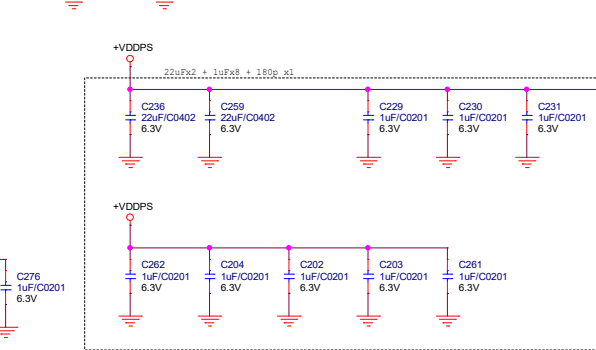 +VDDPS
22uFx2 + 1uFx8 + 180p x1
C236
22uF/C0402
6.3V
C259
22uF/C0402
6.3V
C229
1uF/C0201
6.3V
C230
1uF/C0201
6.3V
C231
1uF/C0201
6.3V
+VDDPS
C262
1uF/C0201
6.3V
C204
1uF/C0201
6.3V
C202
1uF/C0201
6.3V
C203
1uF/C0201
6.3V
C261
1uF/C0201
6.3V
C276
1uF/C0201
6.3V